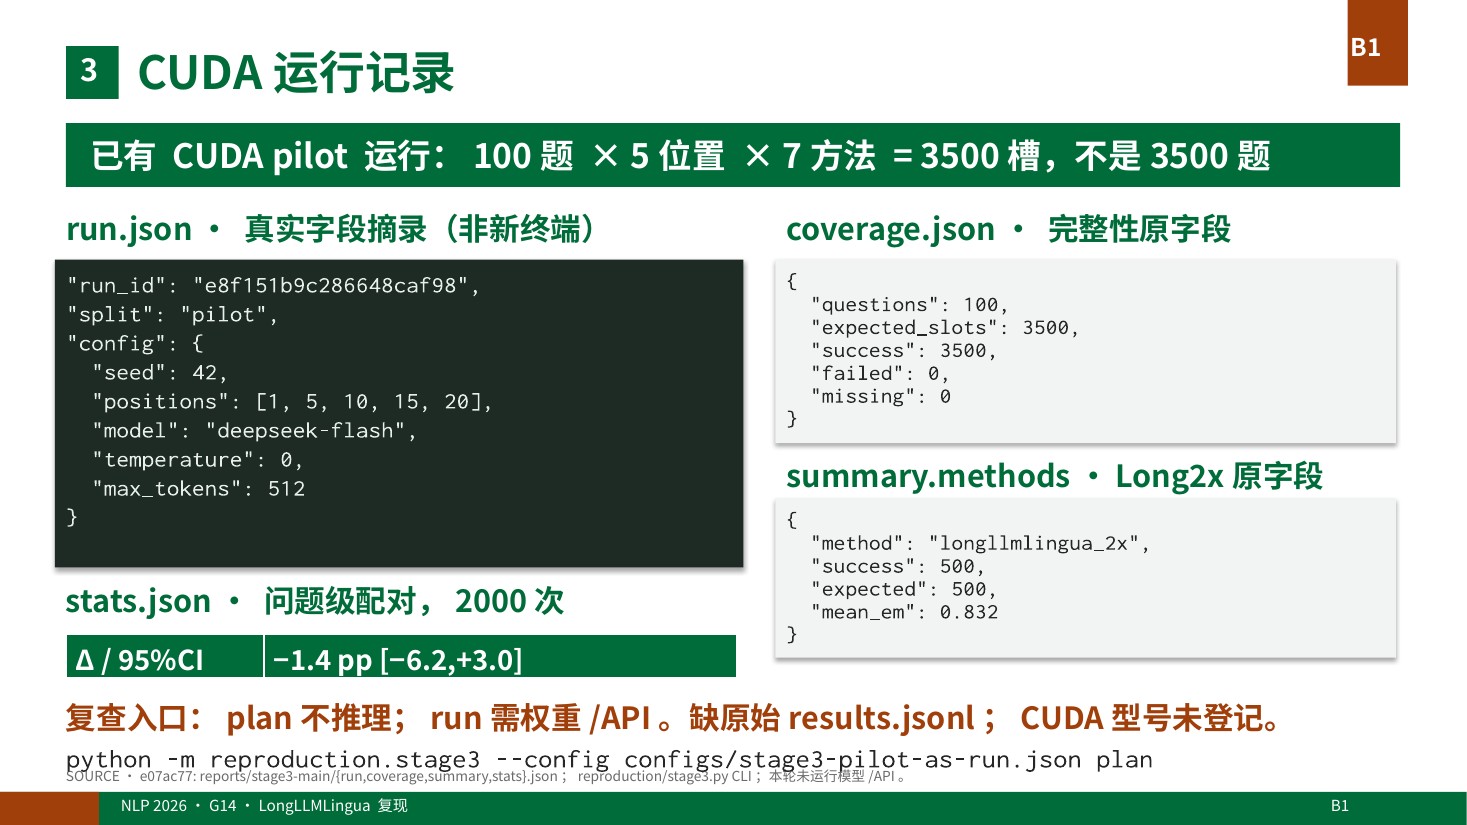 B1
3 CUDA 运行记录
已有 CUDA pilot 运行： 100 题 × 5 位置 × 7 方法 = 3500 槽，不是 3500 题
run.json · 真实字段摘录（非新终端）
"run_id": "e8f151b9c286648caf98",
"split": "pilot",
"config": {
"seed": 42,
"positions": [1, 5, 10, 15, 20],
"model": "deepseek-flash",
"temperature": 0,
"max_tokens": 512
}
stats.json · 问题级配对， 2000 次
Δ / 95%CI −1.4 pp [−6.2,+3.0]
coverage.json · 完整性原字段
{
"questions": 100,
"expected_slots": 3500,
"success": 3500,
"failed": 0,
"missing": 0
}
summary.methods · Long2x 原字段
{
"method": "longllmlingua_2x",
"success": 500,
"expected": 500,
"mean_em": 0.832
}
复查入口： plan 不推理； run 需权重 /API 。缺原始 results.jsonl ； CUDA 型号未登记。
python -m reproduction.stage3 --config configs/stage3-pilot-as-run.json plan
SOURCE · e07ac77: reports/stage3-main/{run,coverage,summary,stats}.json ； reproduction/stage3.py CLI ； 本轮未运行模型 /API 。
NLP 2026 · G14 · LongLLMLingua 复现
B1